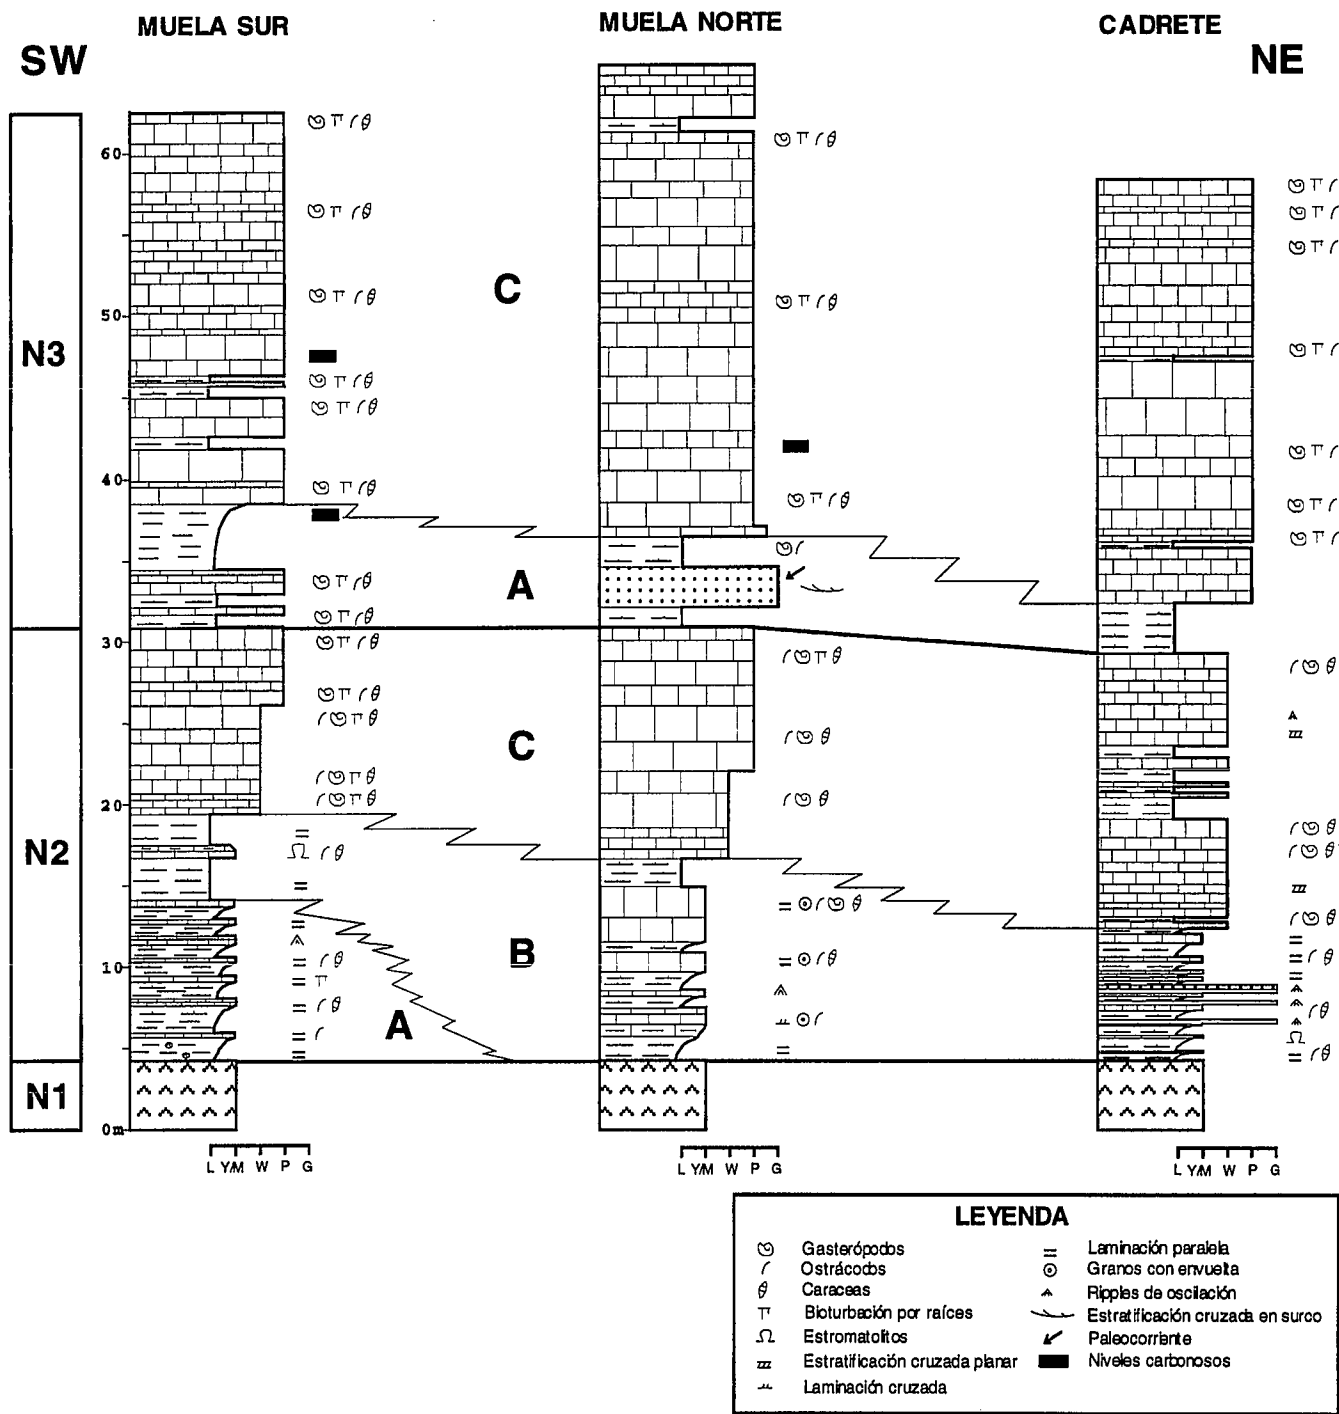 MUELA SUR
MUELA NORTE
CADRETE
SW
NE
N3
N2
N1
60
50
40
30
20
10
0m
C
A
C
B
A
L Y/M W P G
L Y/M W P G
L Y/M W P G
LEYENDA
Gasterópodos
Ostrácodos
Caraceas
Bioturbación por raíces
Estromatolitos
Estratificación cruzada planar
Laminación cruzada
Laminación paralela
Granos con envuelta
Ripples de oscilación
Estratificación cruzada en surco
Paleocorriente
Niveles carbonosos